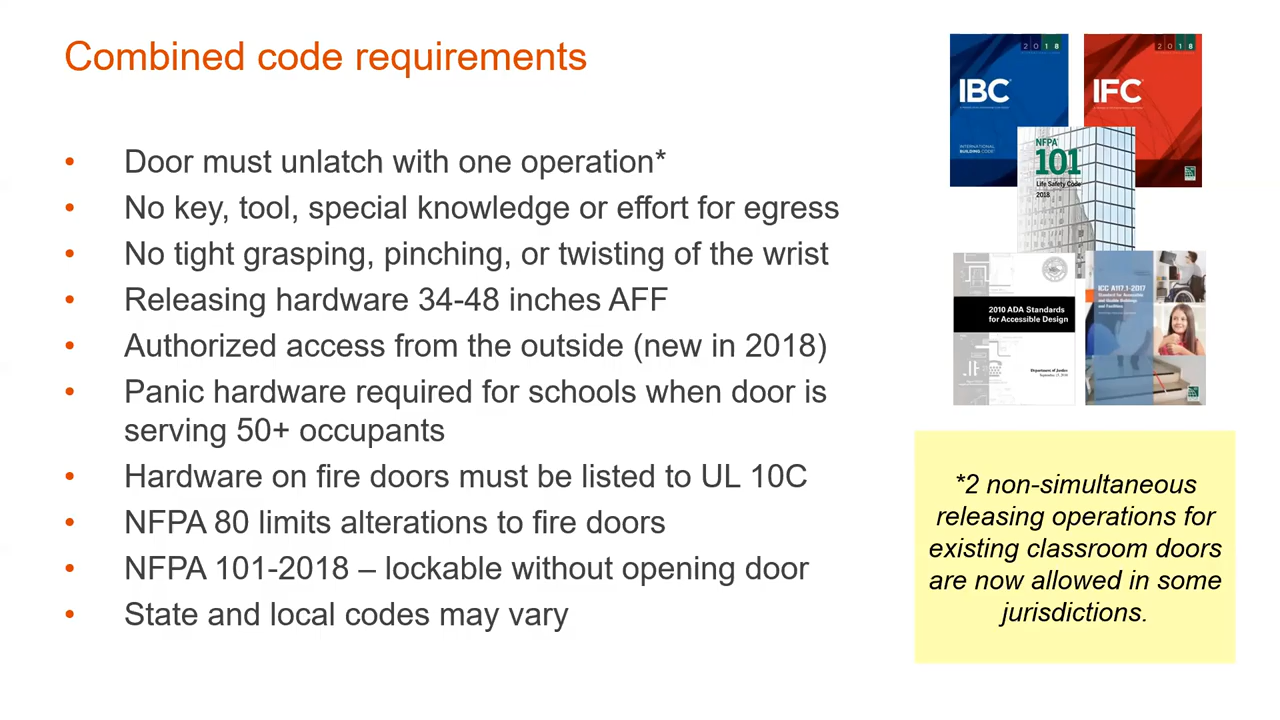 Combined code requirements
• Door must unlatch with one operation*
• No key, tool, special knowledge or effort for egress
• No tight grasping, pinching, or twisting of the wrist
• Releasing hardware 34-48 inches AFF
• Authorized access from the outside (new in 2018)
• Panic hardware required for schools when door is
serving 50+ occupants
• Hardware on fire doors must be listed to UL 10C
• NFPA 80 limits alterations to fire doors
• NFPA 101-2018 – lockable without opening door
• State and local codes may vary
2018
IBC
INTERNATIONAL
BUILDING CODE
2018
IFC
NFPA
101
Life Safety Code
2018
2010 ADA Standards
for Accessible Design
Department of Justice
September 15, 2010
ICC A117.1-2017
Standard for Accessible
and Usable Buildings
and Facilities
*2 non-simultaneous
releasing operations for
existing classroom doors
are now allowed in some
jurisdictions.